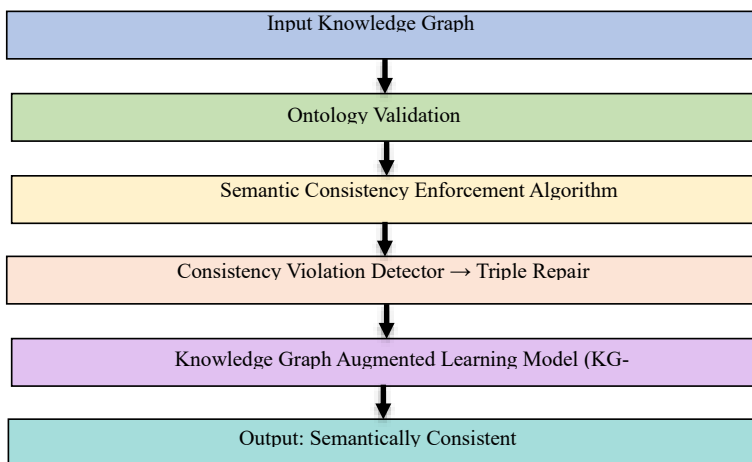 Input Knowledge Graph
Ontology Validation
Semantic Consistency Enforcement Algorithm
Consistency Violation Detector → Triple Repair
Knowledge Graph Augmented Learning Model (KG-
Output: Semantically Consistent